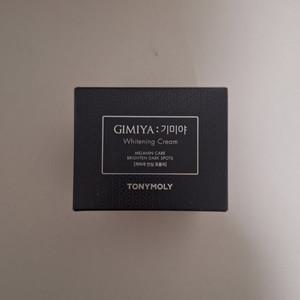 GIMIYA:기미야
Whitening Cream
MELANIN CARE
BRIGHTEN DARK SPOTS
TONYMOLY